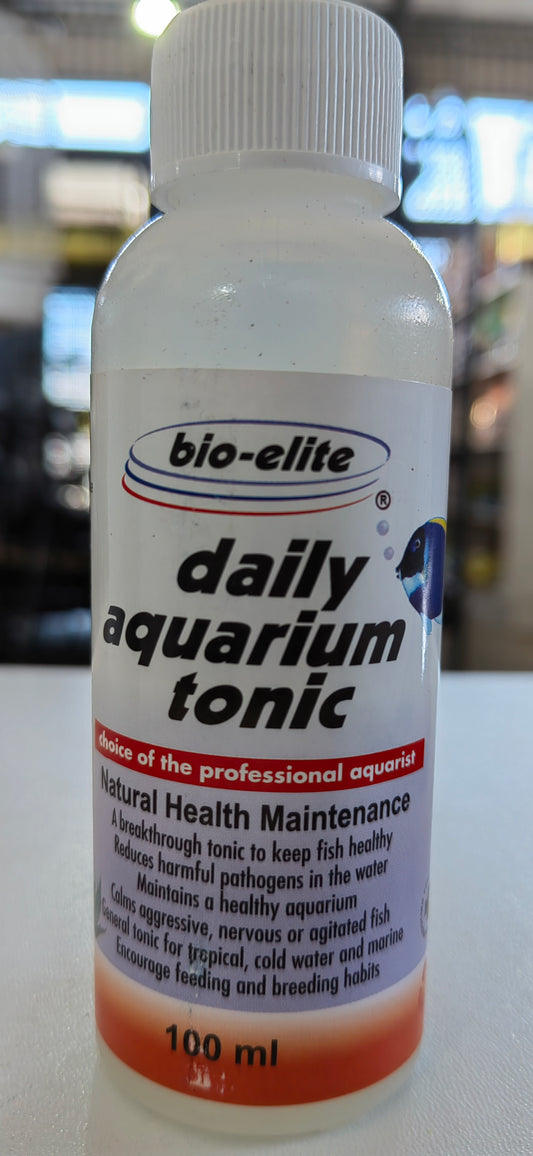 bio-elite
®
daily
aquarium
tonic
choice of the professional aquarist
Natural Health Maintenance
A breakthrough tonic to keep fish healthy
Reduces harmful pathogens in the water
Maintains a healthy aquarium
Calms aggressive, nervous or agitated fish
General tonic for tropical, cold water and marine
Encourage feeding and breeding habits
100 ml